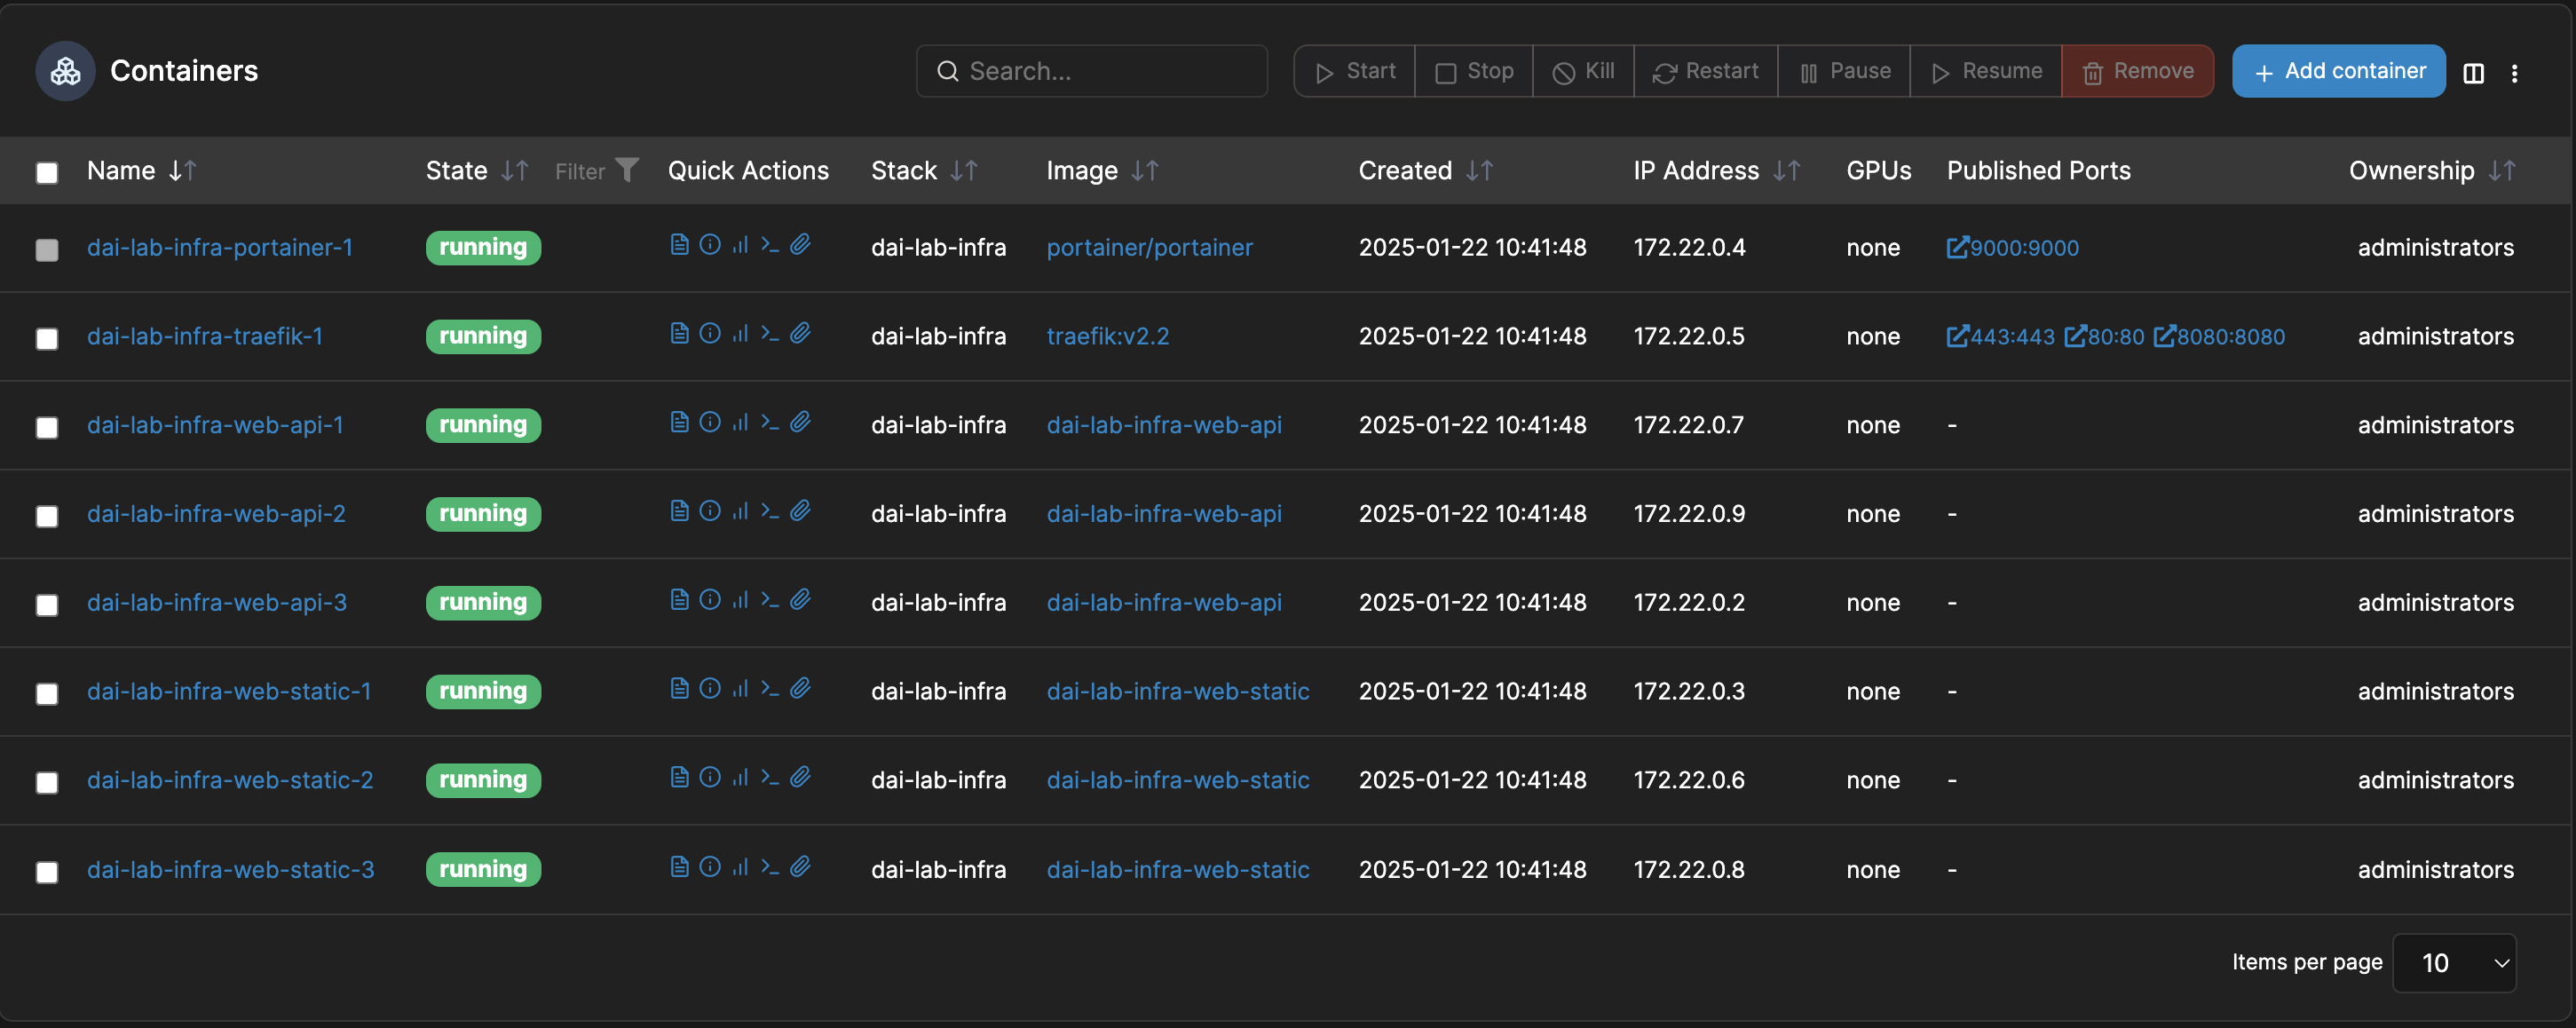 Containers Search... Start Stop Kill Restart Pause Resume Remove + Add container
Name State Filter Quick Actions Stack Image Created IP Address GPUs Published Ports Ownership
dai-lab-infra-portainer-1 running dai-lab-infra portainer/portainer 2025-01-22 10:41:48 172.22.0.4 none 9000:9000 administrators
dai-lab-infra-traefik-1 running dai-lab-infra traefik:v2.2 2025-01-22 10:41:48 172.22.0.5 none 443:443 80:80 8080:8080 administrators
dai-lab-infra-web-api-1 running dai-lab-infra dai-lab-infra-web-api 2025-01-22 10:41:48 172.22.0.7 none - administrators
dai-lab-infra-web-api-2 running dai-lab-infra dai-lab-infra-web-api 2025-01-22 10:41:48 172.22.0.9 none - administrators
dai-lab-infra-web-api-3 running dai-lab-infra dai-lab-infra-web-api 2025-01-22 10:41:48 172.22.0.2 none - administrators
dai-lab-infra-web-static-1 running dai-lab-infra dai-lab-infra-web-static 2025-01-22 10:41:48 172.22.0.3 none - administrators
dai-lab-infra-web-static-2 running dai-lab-infra dai-lab-infra-web-static 2025-01-22 10:41:48 172.22.0.6 none - administrators
dai-lab-infra-web-static-3 running dai-lab-infra dai-lab-infra-web-static 2025-01-22 10:41:48 172.22.0.8 none - administrators
Items per page 10